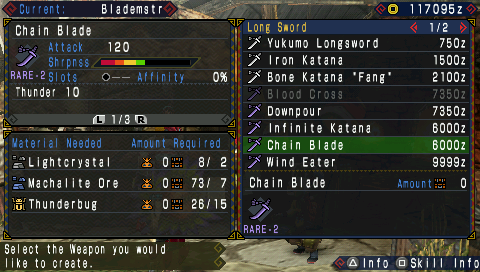 Current: Blademstr
117095z
Chain Blade
Attack 120
Shrpnss
Slots Affinity 0%
RARE-2
Thunder 10
L 1/3 R
Material Needed Amount Required
Lightcrystal 0 8/ 2
Machalite Ore 0 73/ 7
Thunderbug 0 26/15
Select the Weapon you would
like to create.
Long Sword 1/2
Yukumo Longsword 750z
Iron Katana 1500z
Bone Katana "Fang" 2100z
Blood Cross 7350z
Downpour 7350z
Infinite Katana 6000z
Chain Blade 6000z
Wind Eater 9999z
Chain Blade Amount 0
RARE-2
Info Skill Info